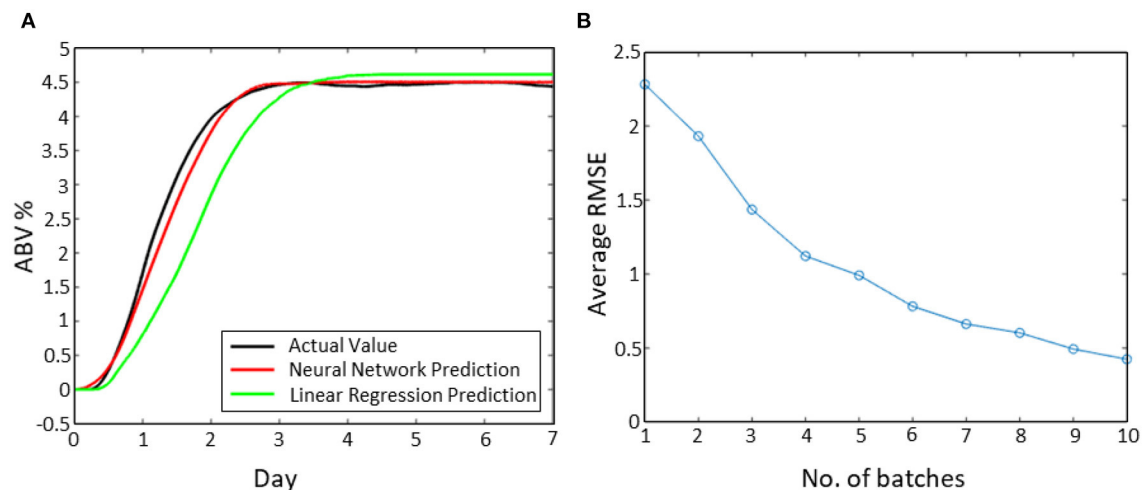 A
5
4.5
4
3.5
3
2.5
2
1.5
1
0.5
0
-0.5
ABV %
Actual Value
Neural Network Prediction
Linear Regression Prediction
0 1 2 3 4 5 6 7
Day
B
2.5
2
1.5
1
0.5
0
Average RMSE
1 2 3 4 5 6 7 8 9 10
No. of batches